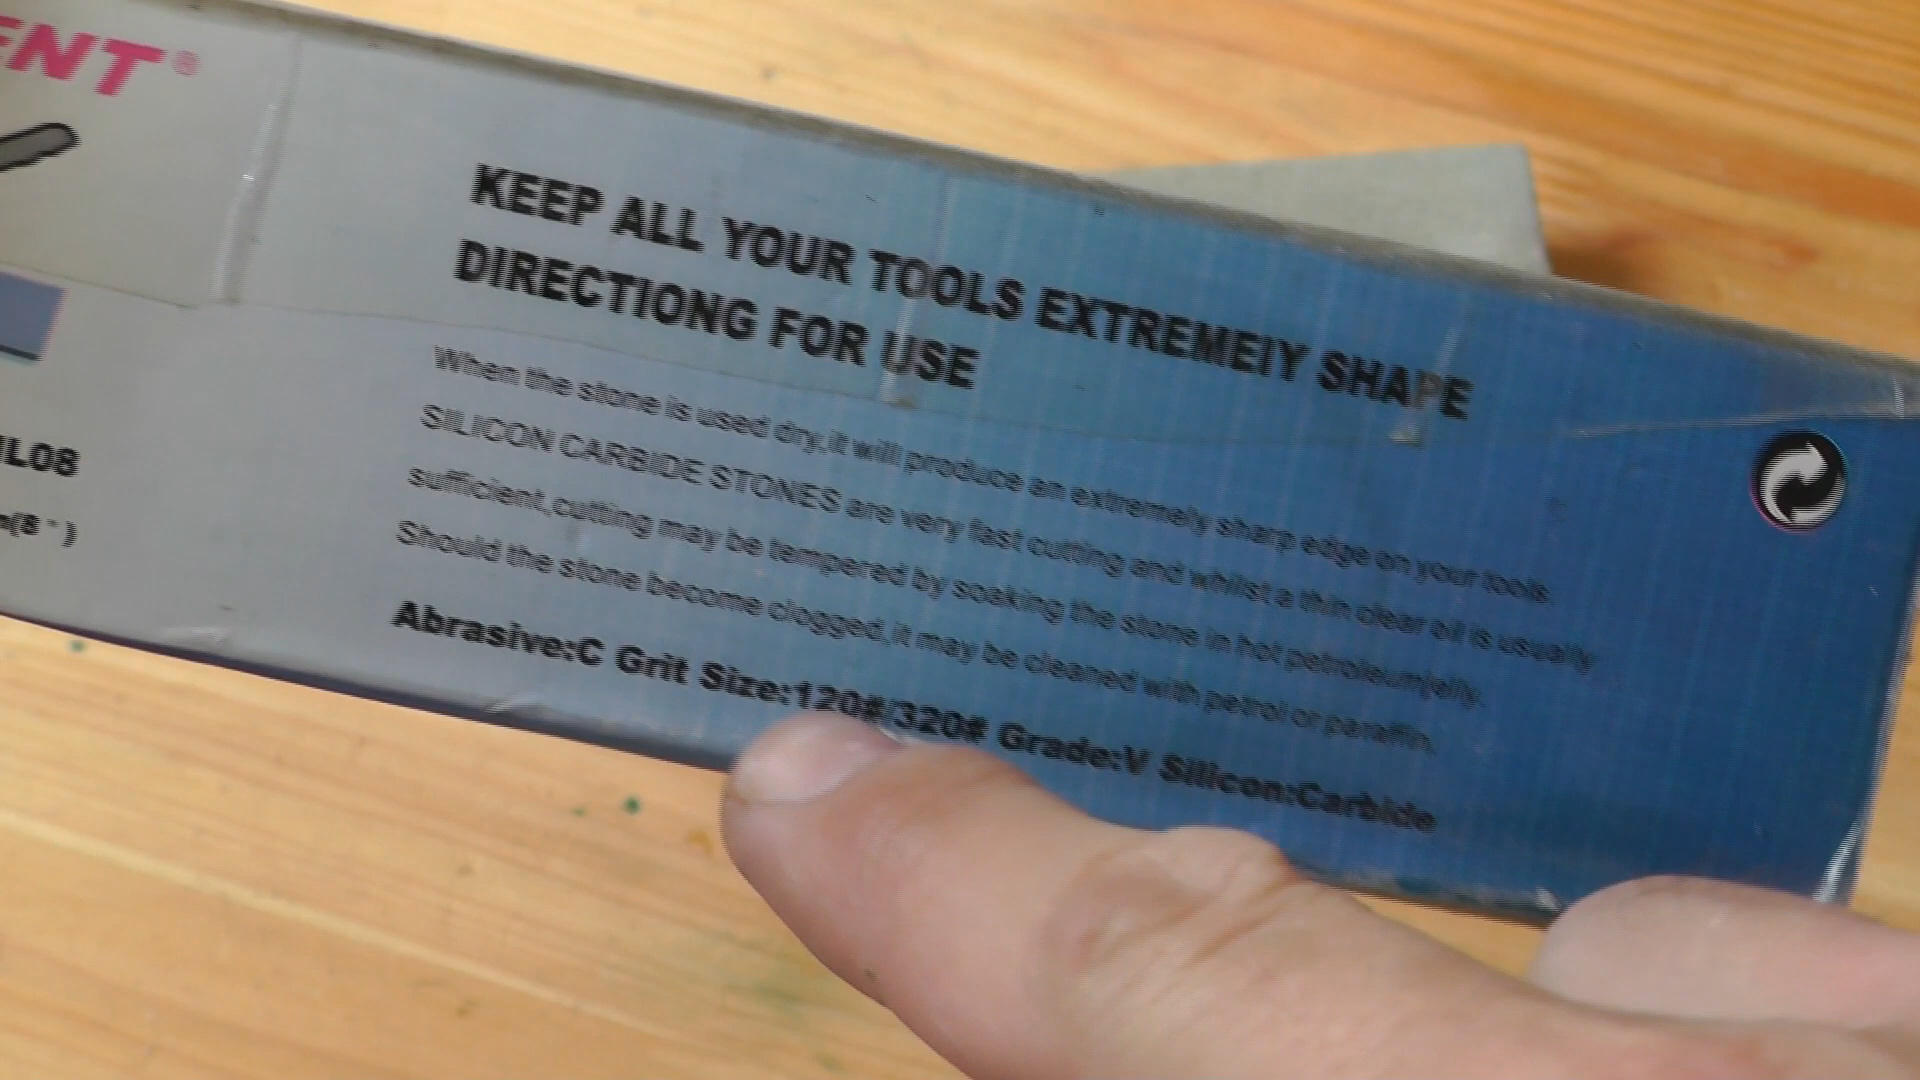 ENT®
KEEP ALL YOUR TOOLS EXTREMEIY SHAPE
DIRECTIONG FOR USE
When the stone is used dry,it will produce an extremely sharp edge on your tools.
SILICON CARBIDE STONES are very fast cutting and whilst a thin clear oil is usually
sufficient,cutting may be tempered by soaking the stone in hot petroleumjelly.
Should the stone become clogged,it may be cleaned with petrol or paraffin,
Abrasive:C Grit Size:120#/320# Grade:V Silicon:Carbide
L08
(8")